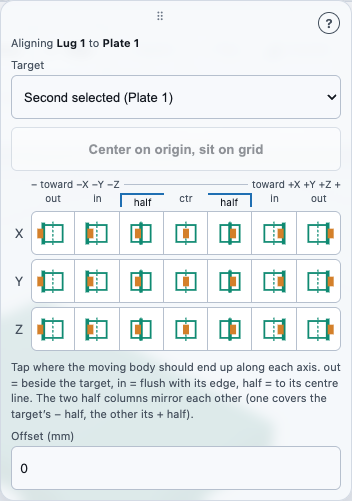 ?
Aligning Lug 1 to Plate 1
Target
Second selected (Plate 1)
Center on origin, sit on grid
− toward −X −Y −Z toward +X +Y +Z +
out in half ctr half in out
X
Y
Z
Tap where the moving body should end up along each axis. out
= beside the target, in = flush with its edge, half = to its centre
line. The two half columns mirror each other (one covers the
target's − half, the other its + half).
Offset (mm)
0